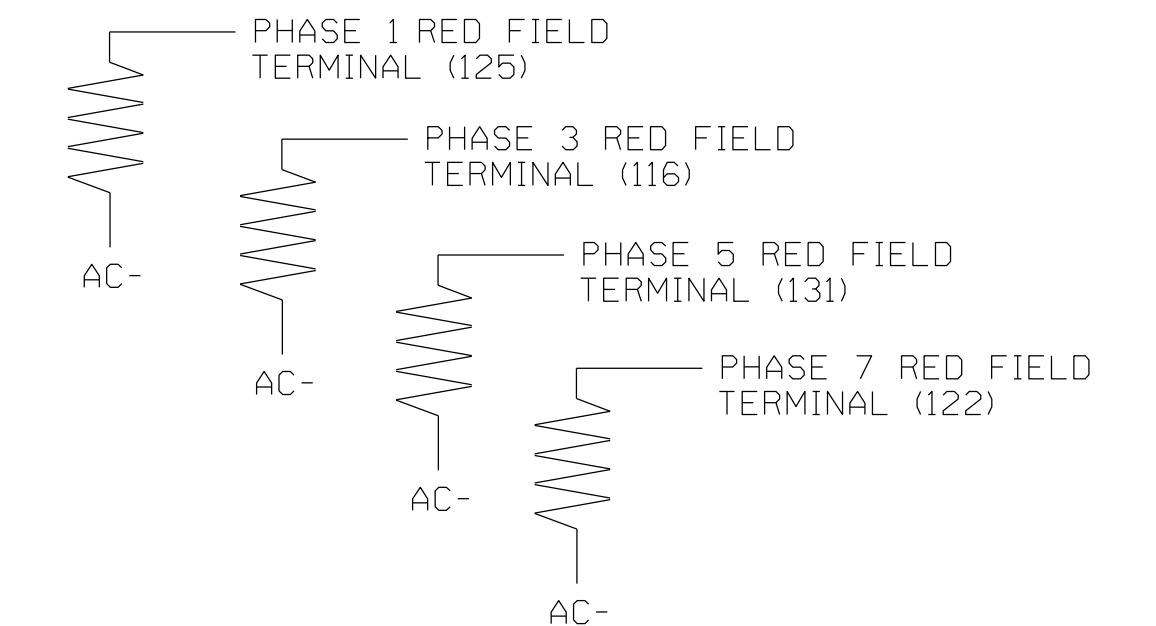 PHASE 1 RED FIELD
TERMINAL (125)
AC-
PHASE 3 RED FIELD
TERMINAL (116)
AC-
PHASE 5 RED FIELD
TERMINAL (131)
AC-
PHASE 7 RED FIELD
TERMINAL (122)
AC-